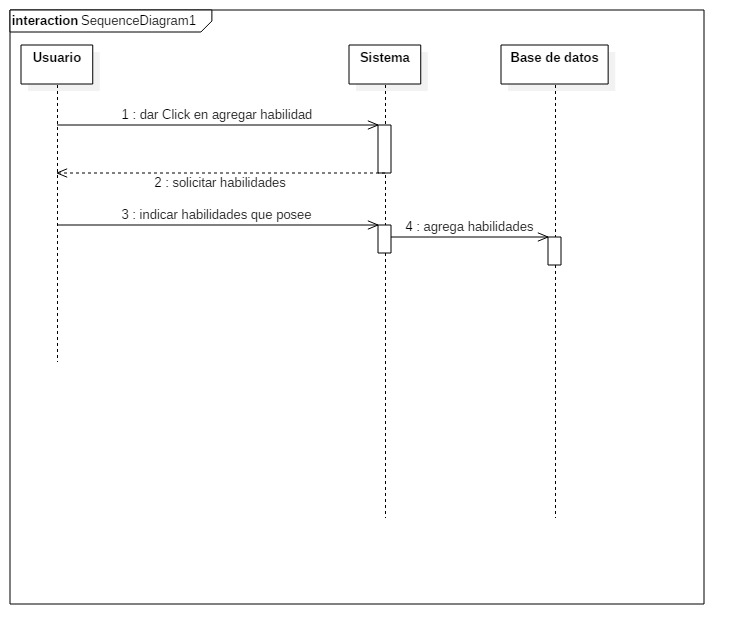 interaction SequenceDiagram1
Usuario
Sistema
Base de datos
1 : dar Click en agregar habilidad
2 : solicitar habilidades
3 : indicar habilidades que posee
4 : agrega habilidades